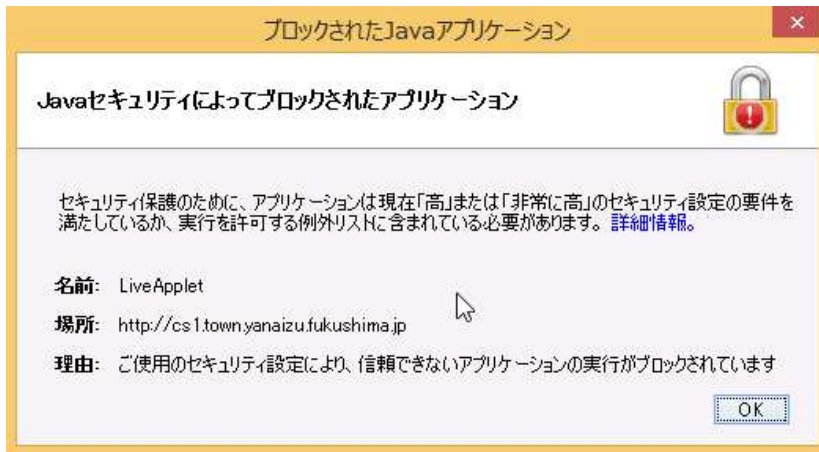 ブロックされたJavaアプリケーション
Javaセキュリティによってブロックされたアプリケーション
セキュリティ保護のために、アプリケーションは現在「高」または「非常に高」のセキュリティ設定の要件を
満たしているか、実行を許可する例外リストに含まれている必要があります。詳細情報。
名前: LiveApplet
場所: http://cs1.town.yanaizu.fukushima.jp
理由: ご使用のセキュリティ設定により、信頼できないアプリケーションの実行がブロックされています
OK